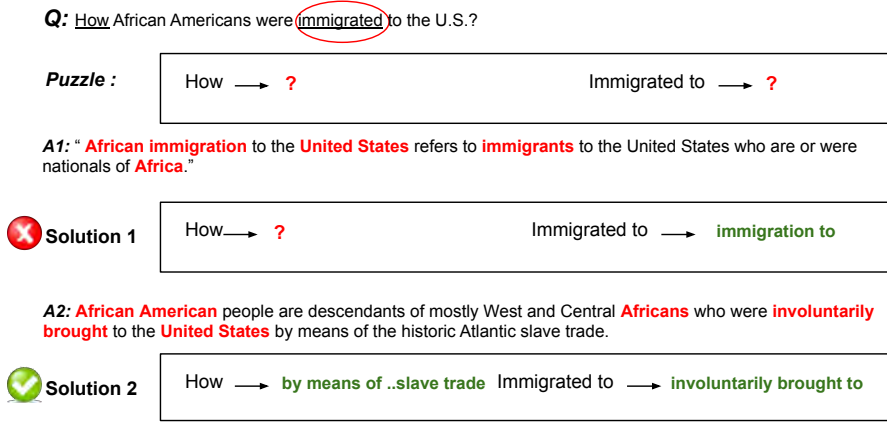 Q: How African Americans were immigrated to the U.S.?
Puzzle : How → ? Immigrated to → ?
A1: “ African immigration to the United States refers to immigrants to the United States who are or were
nationals of Africa.”
Solution 1 How → ? Immigrated to → immigration to
A2: African American people are descendants of mostly West and Central Africans who were involuntarily
brought to the United States by means of the historic Atlantic slave trade.
Solution 2 How → by means of ..slave trade Immigrated to → involuntarily brought to